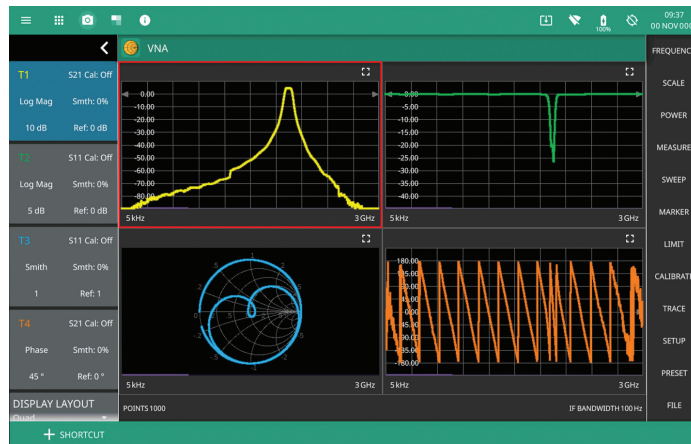 09:37
100%
00 NOV 000
VNA
FREQUENC
T1 S21 Cal: Off
Log Mag Smth: 0%
10 dB Ref: 0 dB
T2 S11 Cal: Off
Log Mag Smth: 0%
5 dB Ref: 0 dB
T3 S11 Cal: Off
Smith Smth: 0%
1 Ref: 1
T4 S21 Cal: Off
Phase Smth: 0%
45 ° Ref: 0 °
DISPLAY LAYOUT
Quad
0.00
-10.00
-20.00
-30.00
-40.00
-50.00
-60.00
-70.00
-80.00
5 kHz 3 GHz
0.00
-5.00
-10.00
-15.00
-20.00
-25.00
-30.00
-35.00
-40.00
5 kHz 3 GHz
5 kHz 3 GHz
180.00
-180.00
5 kHz 3 GHz
POINTS 1000 IF BANDWIDTH 100 Hz
SCALE
POWER
MEASURE
SWEEP
MARKER
LIMIT
CALIBRATE
TRACE
SETUP
PRESET
FILE
+ SHORTCUT